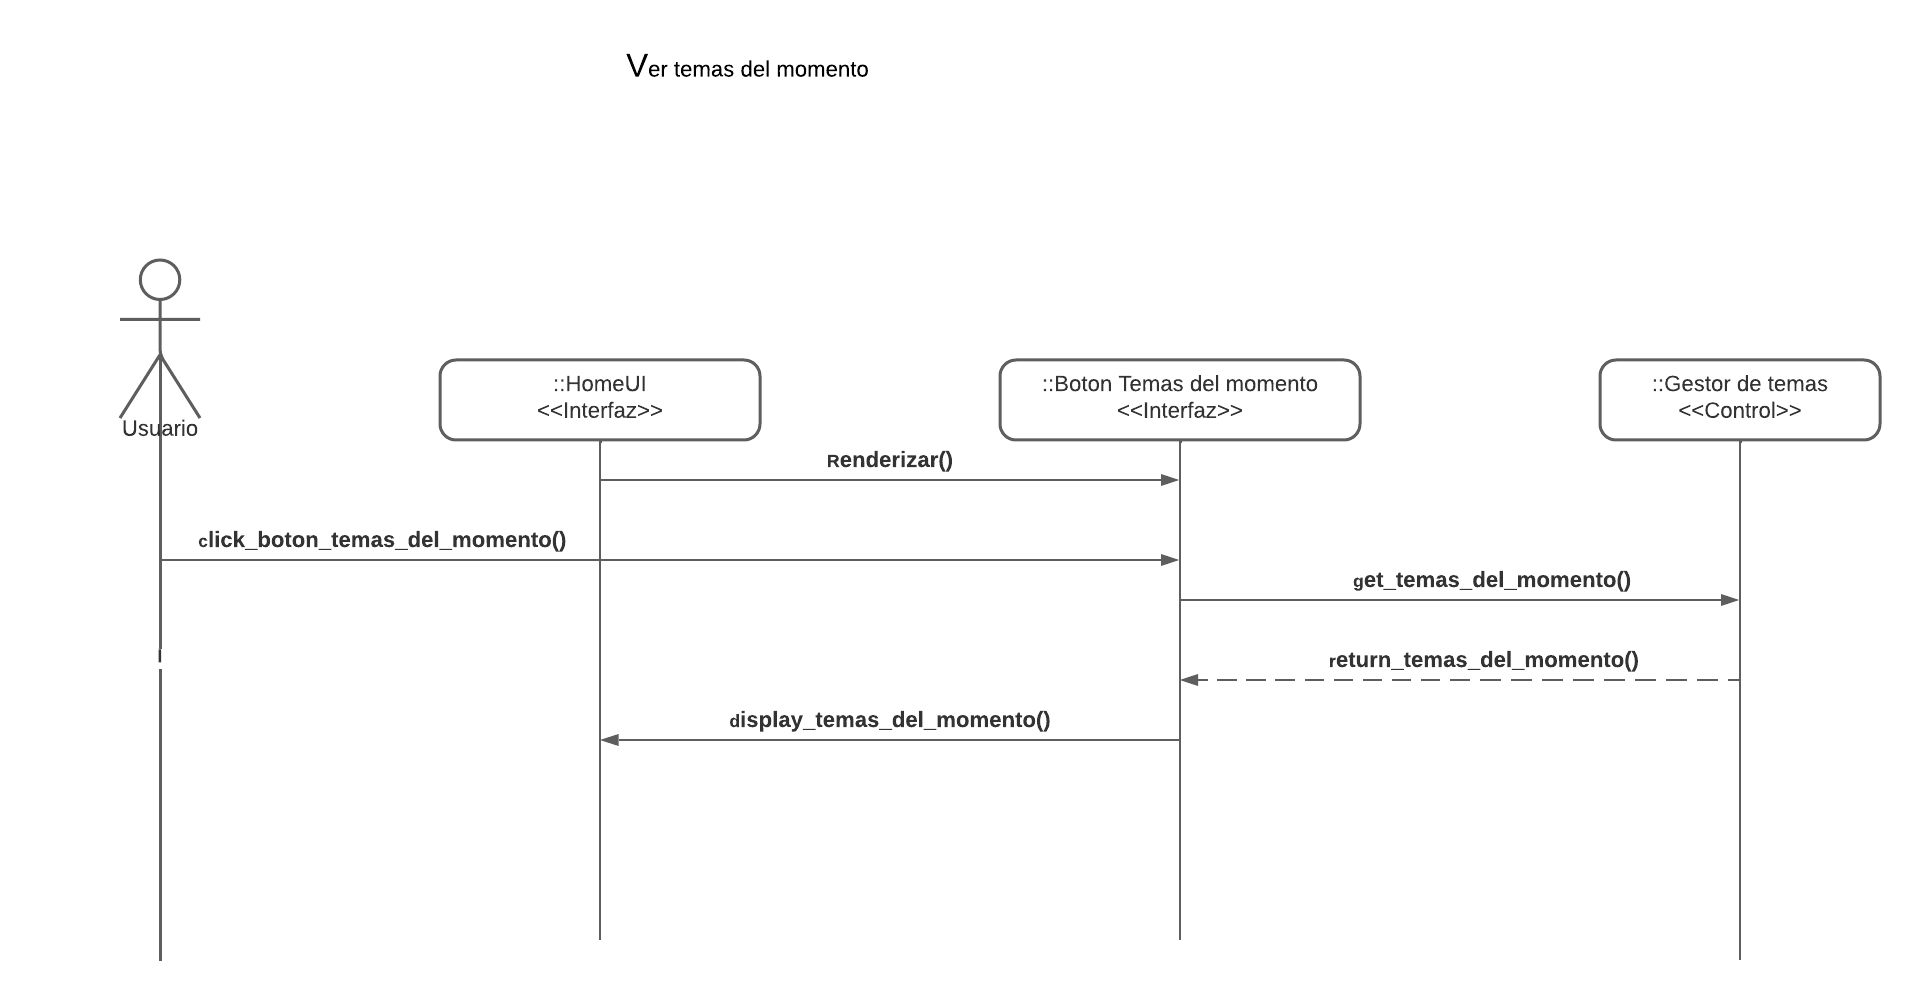 Ver temas del momento
::HomeUI
<<Interfaz>>
::Boton Temas del momento
<<Interfaz>>
::Gestor de temas
<<Control>>
Usuario
Renderizar()
click_boton_temas_del_momento()
get_temas_del_momento()
return_temas_del_momento()
display_temas_del_momento()